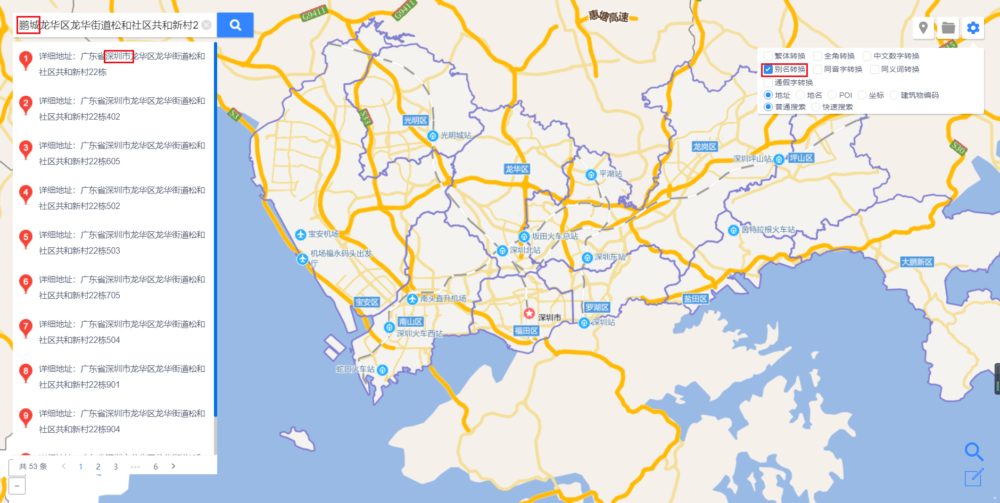 鹏城龙华区龙华街道松和社区共和新村2
详细地址：广东省深圳市龙华区龙华街道松和
社区共和新村22栋
1
详细地址：广东省深圳市龙华区龙华街道松和
社区共和新村22栋402
2
详细地址：广东省深圳市龙华区龙华街道松和
社区共和新村22栋605
3
详细地址：广东省深圳市龙华区龙华街道松和
社区共和新村22栋502
4
详细地址：广东省深圳市龙华区龙华街道松和
社区共和新村22栋503
5
详细地址：广东省深圳市龙华区龙华街道松和
社区共和新村22栋705
6
详细地址：广东省深圳市龙华区龙华街道松和
社区共和新村22栋504
7
详细地址：广东省深圳市龙华区龙华街道松和
社区共和新村22栋901
8
详细地址：广东省深圳市龙华区龙华街道松和
社区共和新村22栋904
9
共 53 条 < 1 2 3 ··· 6 >
−
繁体转换 全角转换 中文数字转换
别名转换 同音字转换 同义词转换
通假字转换
地址 地名 POI 坐标 建筑物编码
普通搜索 快速搜索
G9411
G9411
惠塘高速
S3
S33
S30
光明区
光明城站
龙华区
平湖站
龙岗区
深圳坪山站
坪山区
宝安机场
机场福永码头出发
厅
坂田火车总站
深圳北站
深圳东站
茵特拉根火车站
大鹏新区
宝安区
南头直升机场
南山区
深圳火车西站
深圳市
福田区
罗湖区
深圳站
盐田区
蛇口火车站